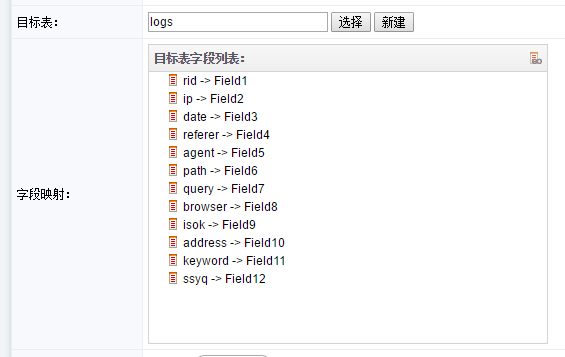 目标表: logs 选择 新建
目标表字段列表:
字段映射:
rid -> Field1
ip -> Field2
date -> Field3
referer -> Field4
agent -> Field5
path -> Field6
query -> Field7
browser -> Field8
isok -> Field9
address -> Field10
keyword -> Field11
ssyq -> Field12